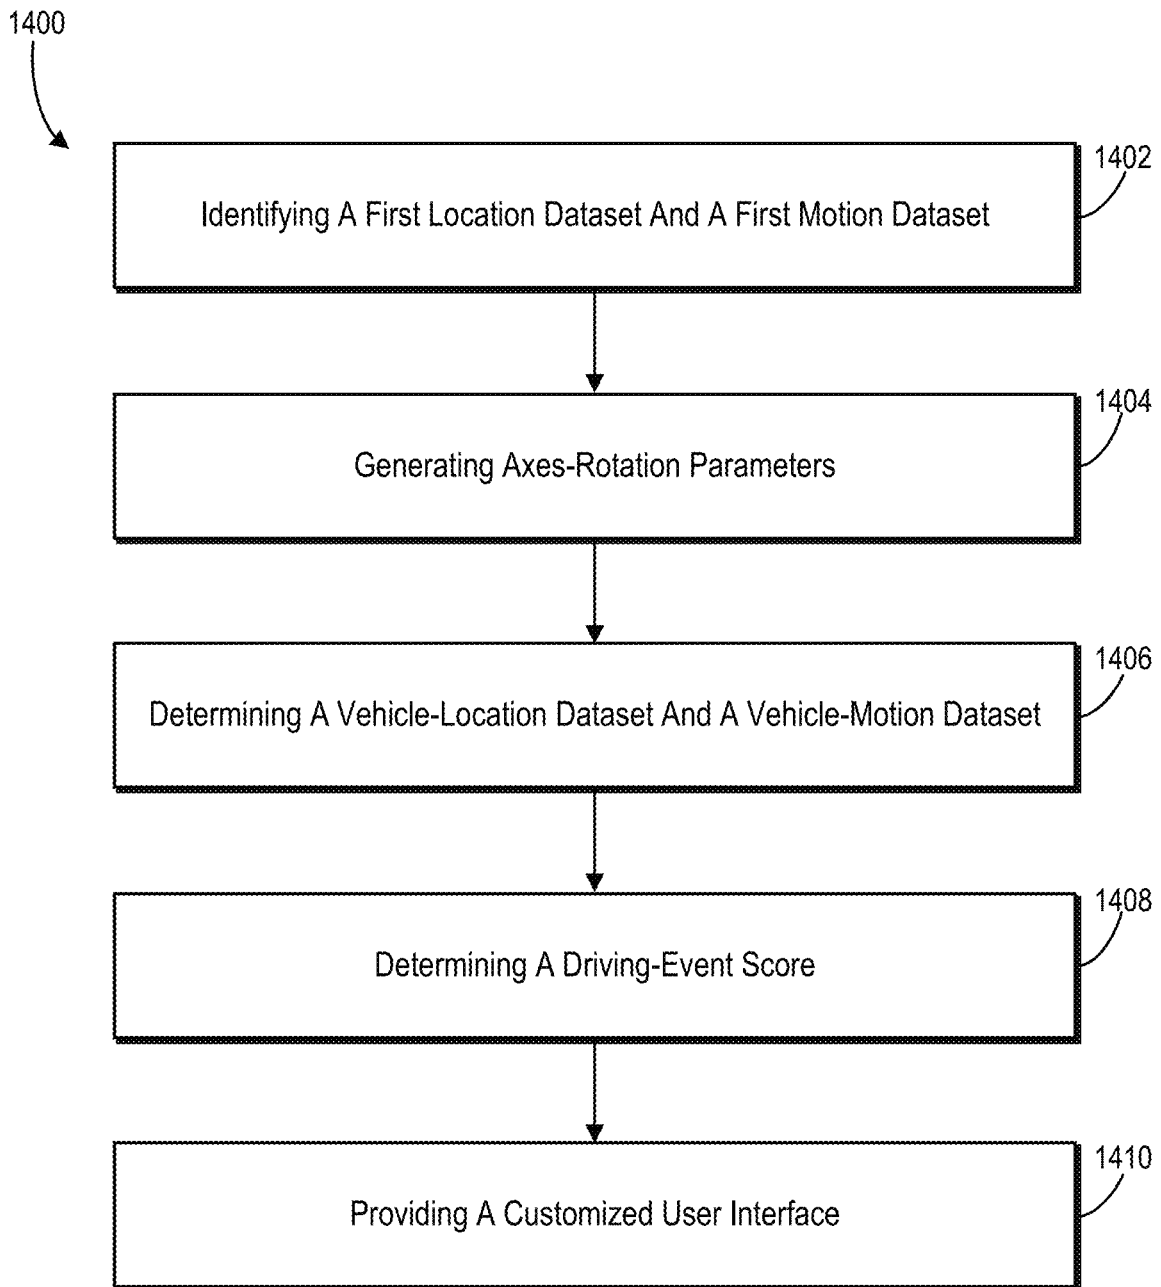 1400
1402
Identifying A First Location Dataset And A First Motion Dataset
1404
Generating Axes-Rotation Parameters
1406
Determining A Vehicle-Location Dataset And A Vehicle-Motion Dataset
1408
Determining A Driving-Event Score
1410
Providing A Customized User Interface